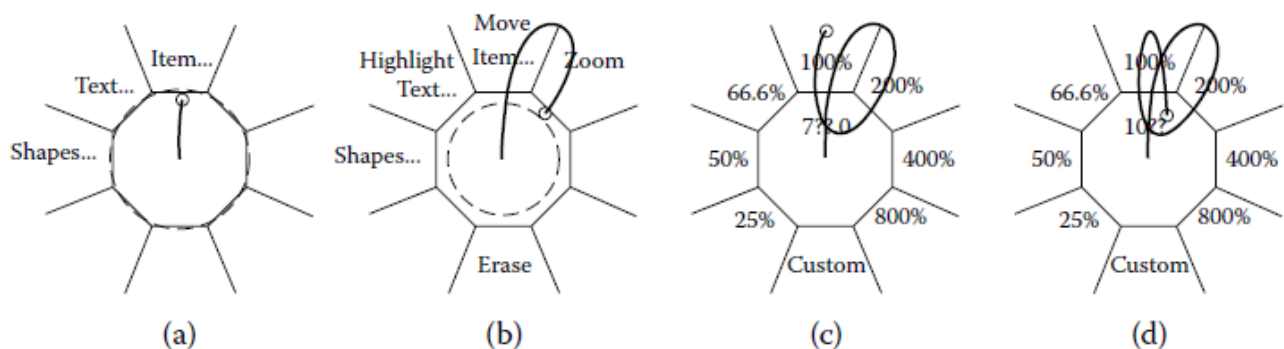 Item...
Text...
Shapes...
(a)
Move
Highlight Item... Zoom
Text...
Shapes...
Erase
(b)
100%
66.6% 200%
50% 400%
25% 800%
Custom
(c)
100%
66.6% 200%
50% 400%
25% 800%
Custom
(d)